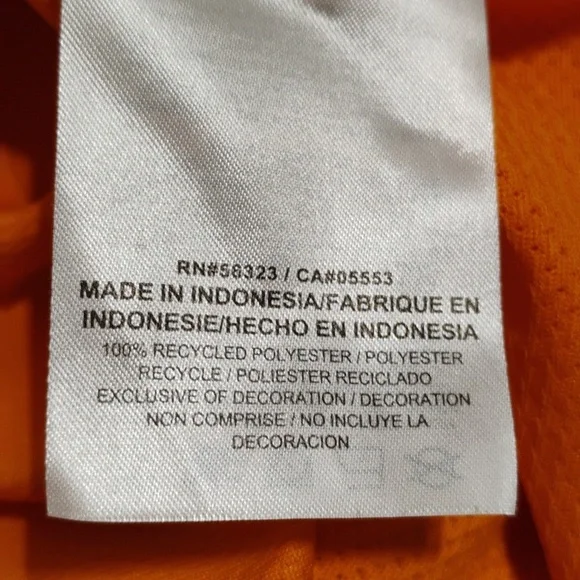 RN#56323 / CA#05553
MADE IN INDONESIA/FABRIQUE EN
INDONESIE/HECHO EN INDONESIA
100% RECYCLED POLYESTER / POLYESTER
RECYCLE / POLIESTER RECICLADO
EXCLUSIVE OF DECORATION / DECORATION
NON COMPRISE / NO INCLUYE LA
DECORACION